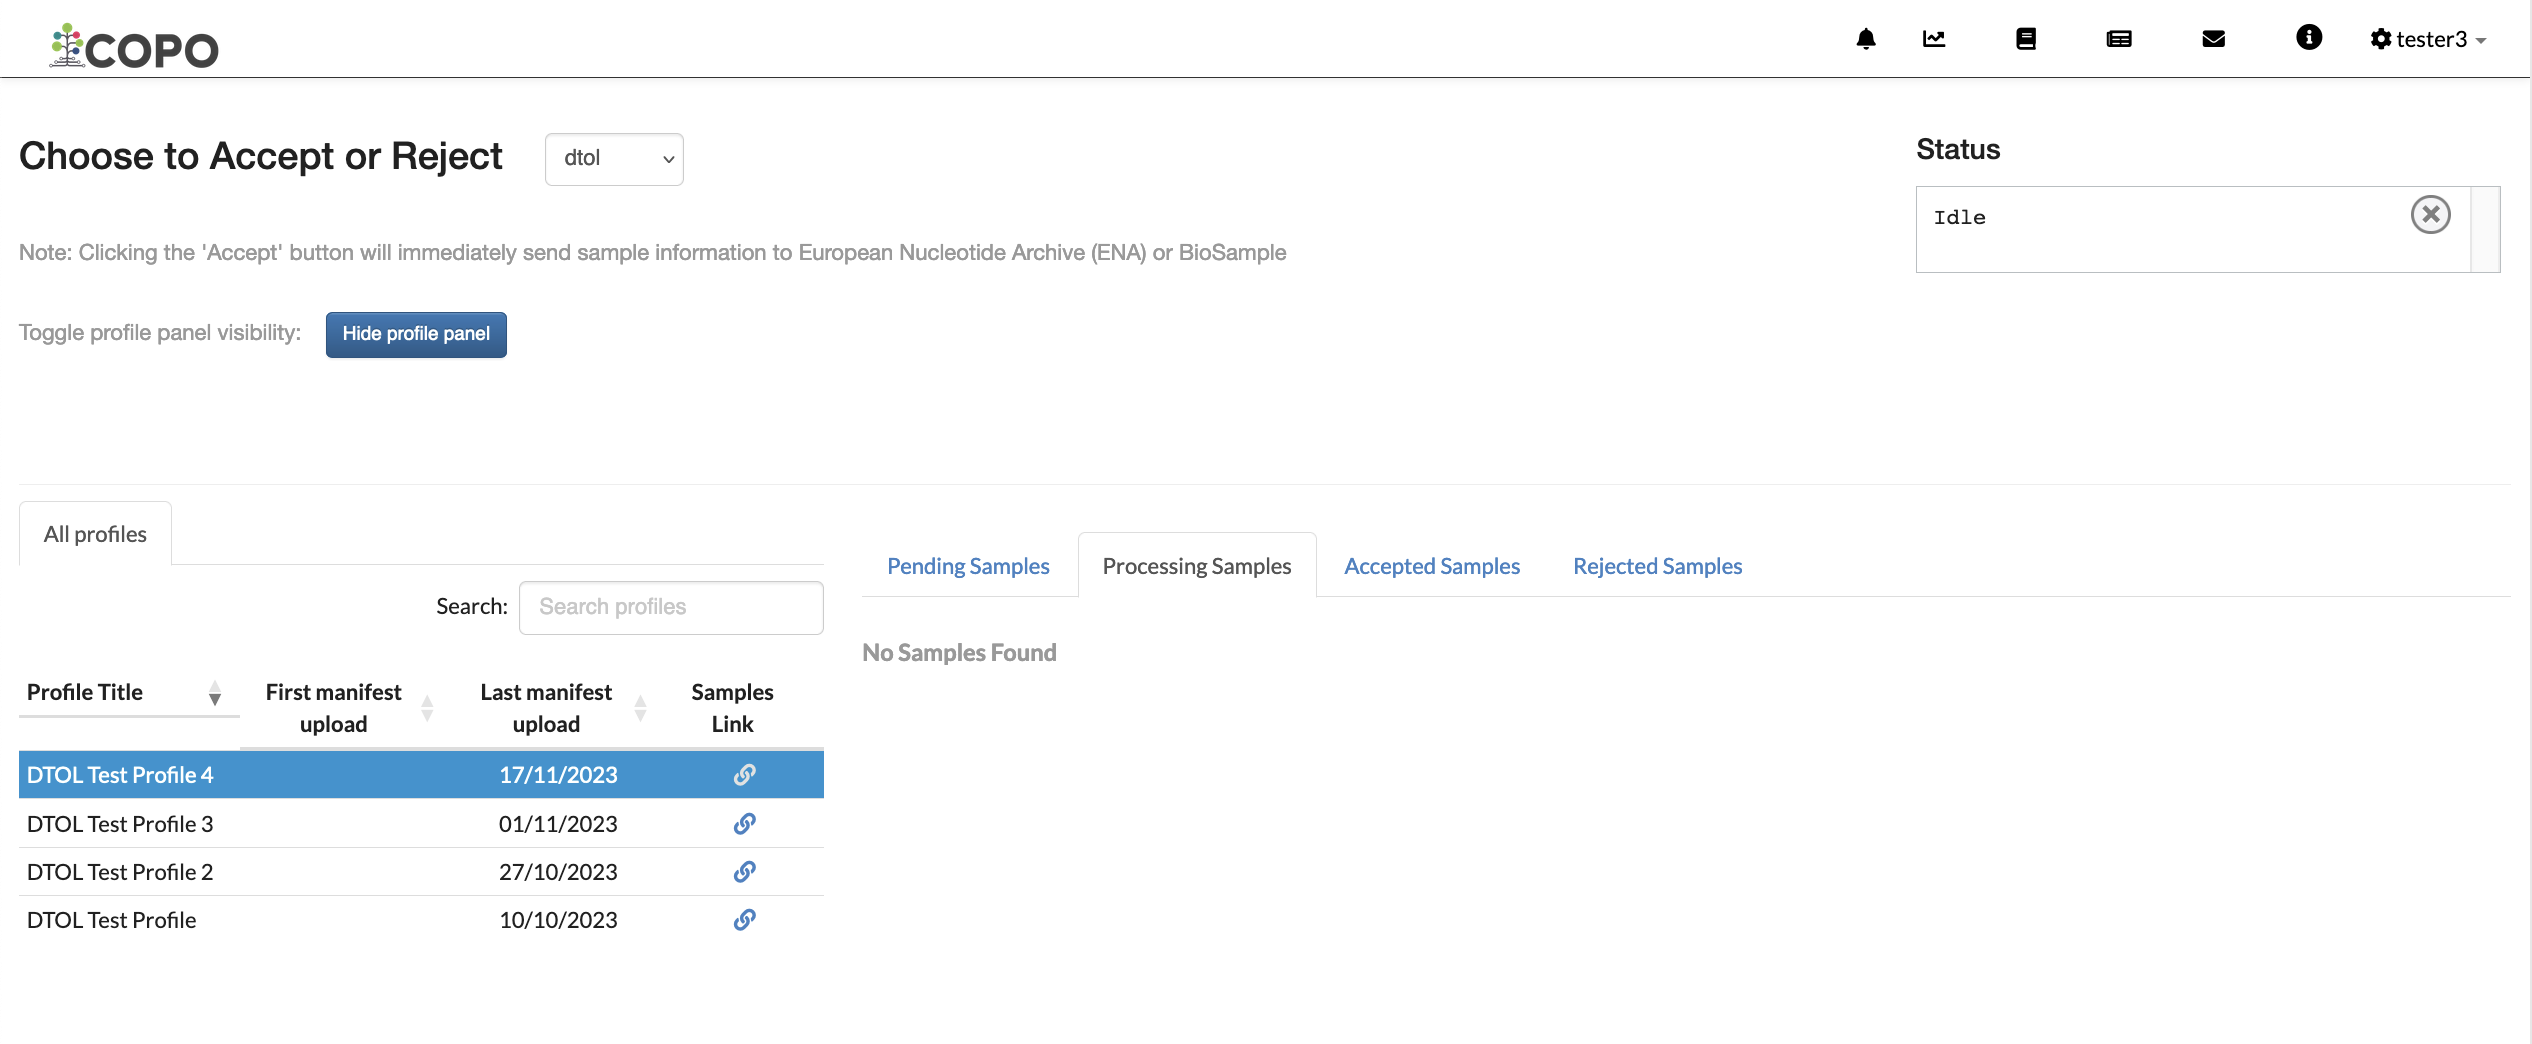 COPO
tester3
Choose to Accept or Reject
dtol
Status
Idle
Note: Clicking the 'Accept' button will immediately send sample information to European Nucleotide Archive (ENA) or BioSample
Toggle profile panel visibility:
Hide profile panel
All profiles
Pending Samples
Processing Samples
Accepted Samples
Rejected Samples
Search:
Search profiles
No Samples Found
Profile Title
First manifest
upload
Last manifest
upload
Samples
Link
DTOL Test Profile 4 17/11/2023
DTOL Test Profile 3 01/11/2023
DTOL Test Profile 2 27/10/2023
DTOL Test Profile 10/10/2023